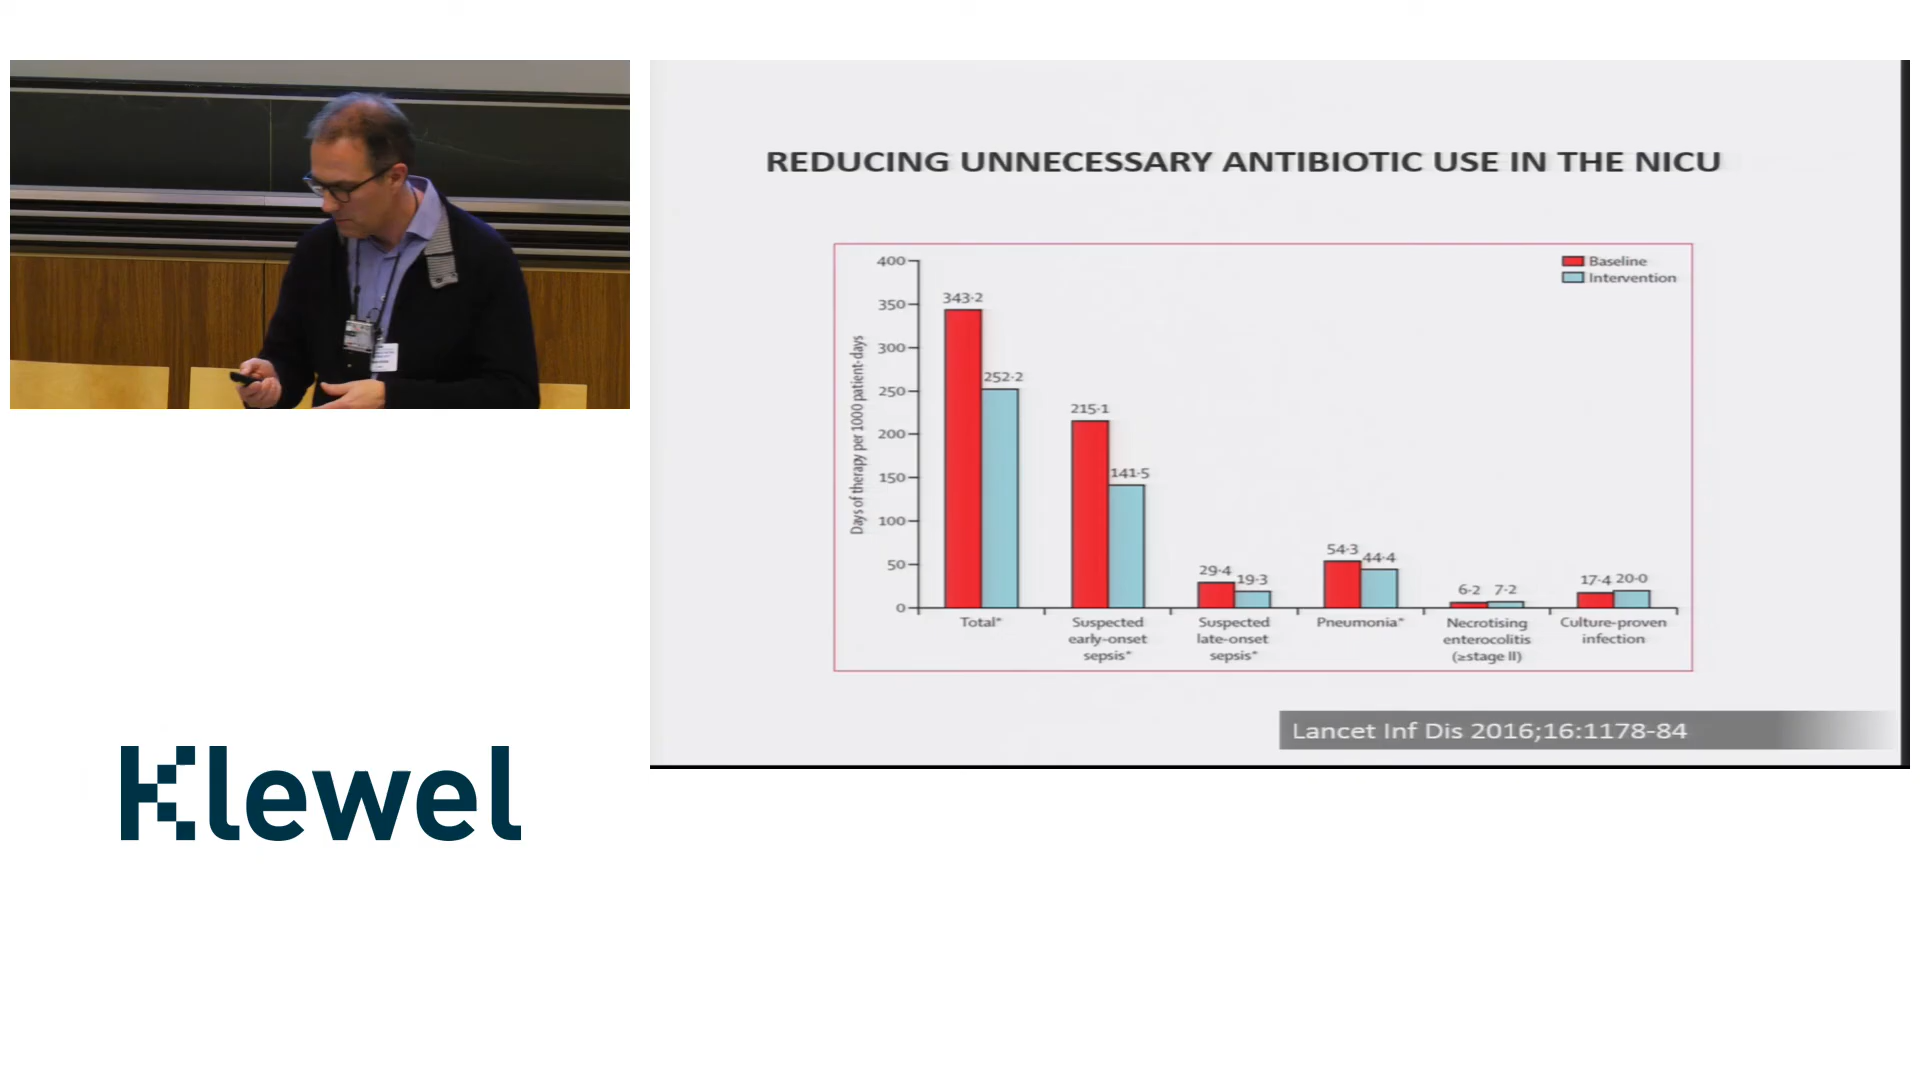 REDUCING UNNECESSARY ANTIBIOTIC USE IN THE NICU
Baseline
Intervention
Days of therapy per 1000 patient-days
400
350
300
250
200
150
100
50
0
343·2
252·2
215·1
141·5
29·4
19·3
54·3
44·4
6·2
7·2
17·4
20·0
Total*
Suspected
early-onset
sepsis*
Suspected
late-onset
sepsis*
Pneumonia*
Necrotising
enterocolitis
(≥stage II)
Culture-proven
infection
Lancet Inf Dis 2016;16:1178-84
Klewel